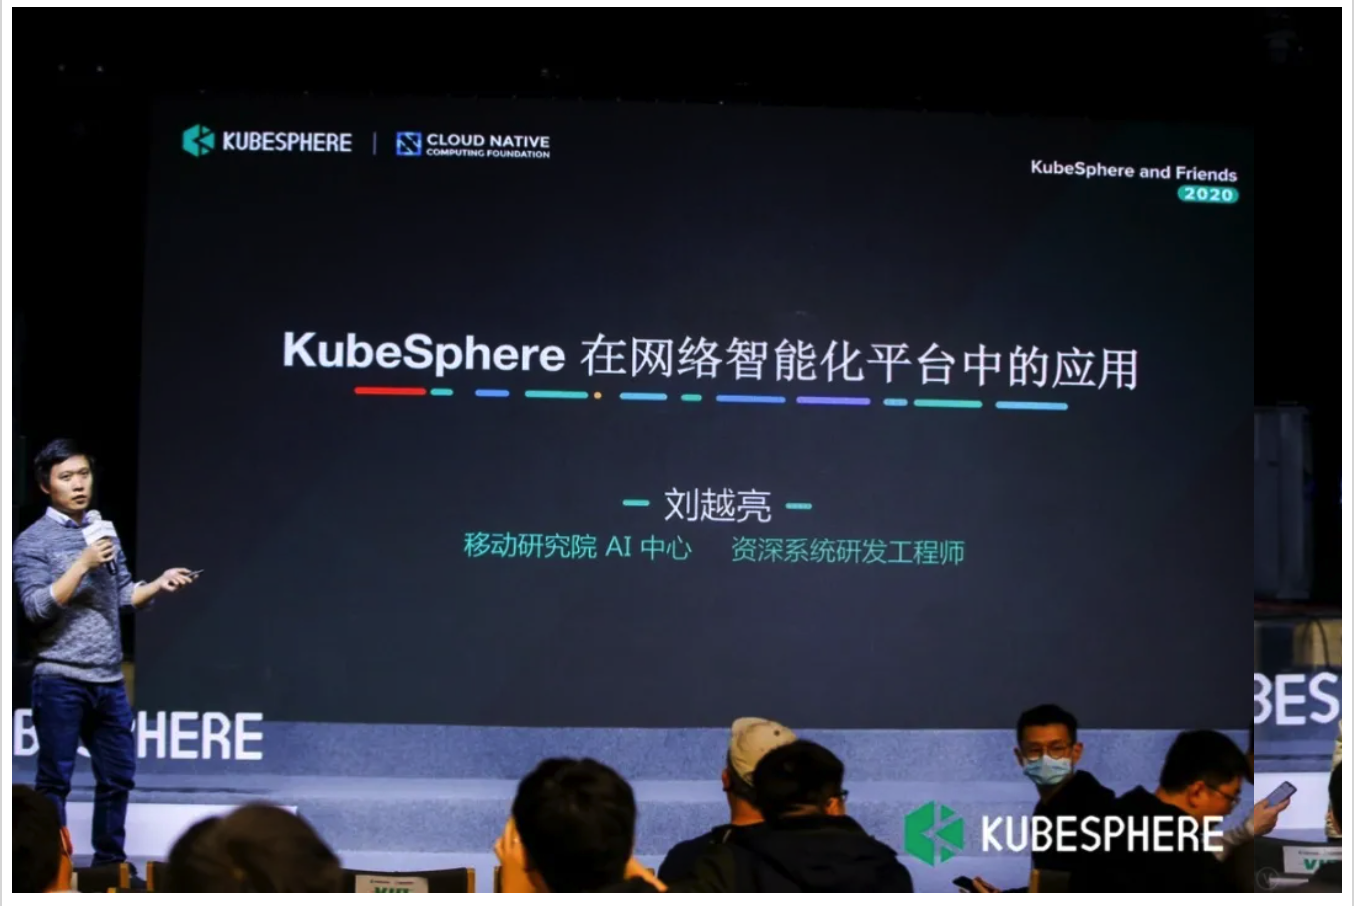 KUBESPHERE | CLOUD NATIVE
COMPUTING FOUNDATION
KubeSphere and Friends
2020
KubeSphere 在网络智能化平台中的应用
刘越亮
移动研究院 AI 中心 资深系统研发工程师
HERE
BES
KUBESPHERE
VIP